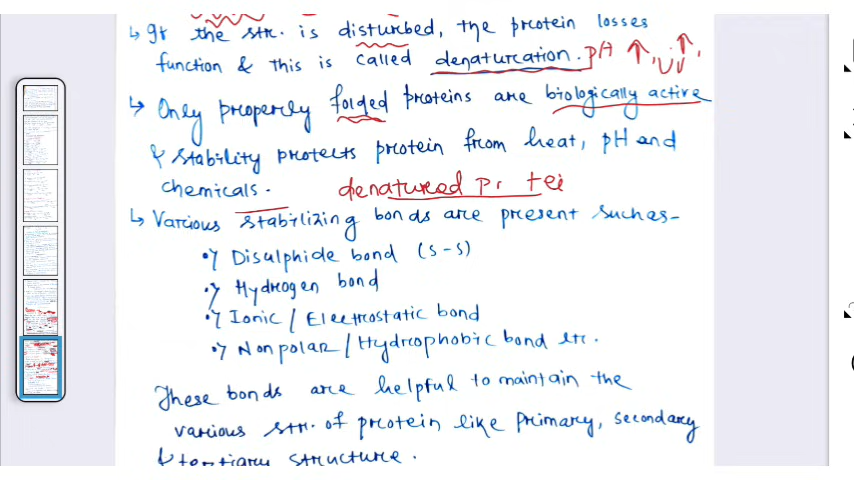 ↳ If the str. is disturbed, the protein losses
function & this is called denaturation. pH ↑,
↳ Only properly folded proteins are biologically active
& stability protects protein from heat, pH and
chemicals. denatured pr tei
↳ Various stabilizing bonds are present such as-
•) Disulphide bond (S-S)
•) Hydrogen bond
•) Ionic / Electrostatic bond
•) Nonpolar / Hydrophobic bond etc.
These bonds are helpful to maintain the
various str. of protein like primary, secondary
& tertiary structure.